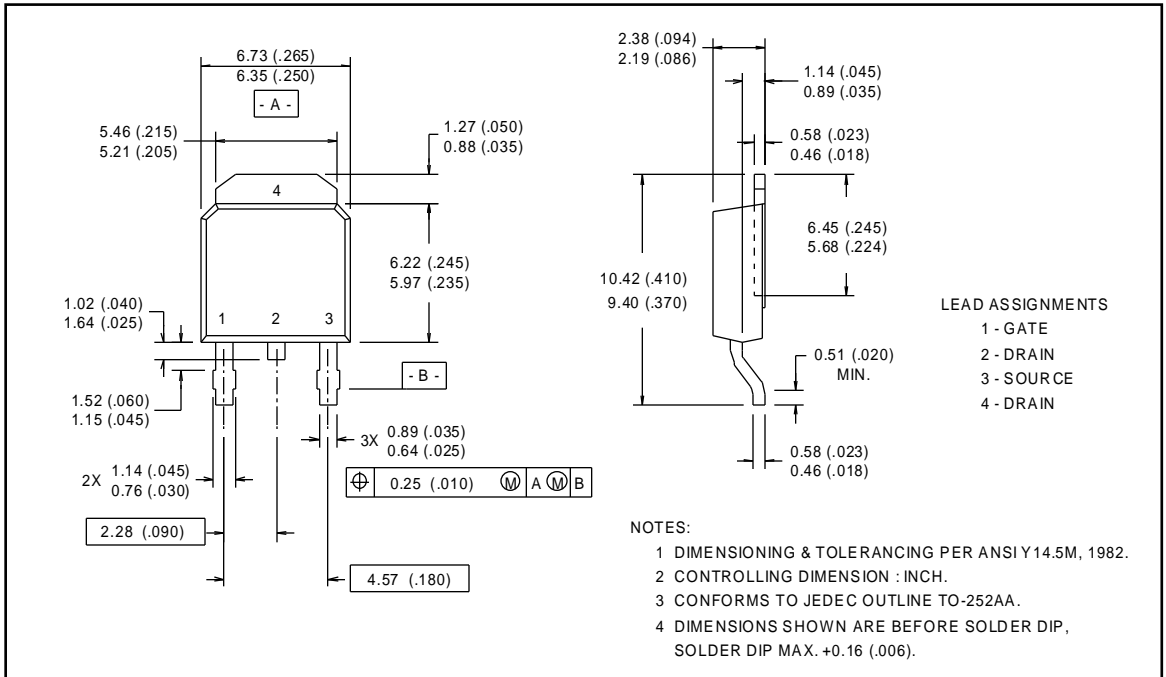 6.73 (.265)
6.35 (.250)
- A -
5.46 (.215)
5.21 (.205)
1.27 (.050)
0.88 (.035)
4
6.22 (.245)
5.97 (.235)
1.02 (.040)
1.64 (.025)
1 2 3
- B -
1.52 (.060)
1.15 (.045)
3X 0.89 (.035)
0.64 (.025)
2X 1.14 (.045)
0.76 (.030)
⌖ 0.25 (.010) Ⓜ A Ⓜ B
2.28 (.090)
4.57 (.180)
2.38 (.094)
2.19 (.086)
1.14 (.045)
0.89 (.035)
0.58 (.023)
0.46 (.018)
6.45 (.245)
5.68 (.224)
10.42 (.410)
9.40 (.370)
0.51 (.020)
MIN.
0.58 (.023)
0.46 (.018)
LEAD ASSIGNMENTS
1 - GATE
2 - DRAIN
3 - SOURCE
4 - DRAIN
NOTES:
1 DIMENSIONING & TOLERANCING PER ANSI Y14.5M, 1982.
2 CONTROLLING DIMENSION : INCH.
3 CONFORMS TO JEDEC OUTLINE TO-252AA.
4 DIMENSIONS SHOWN ARE BEFORE SOLDER DIP,
SOLDER DIP MAX. +0.16 (.006).